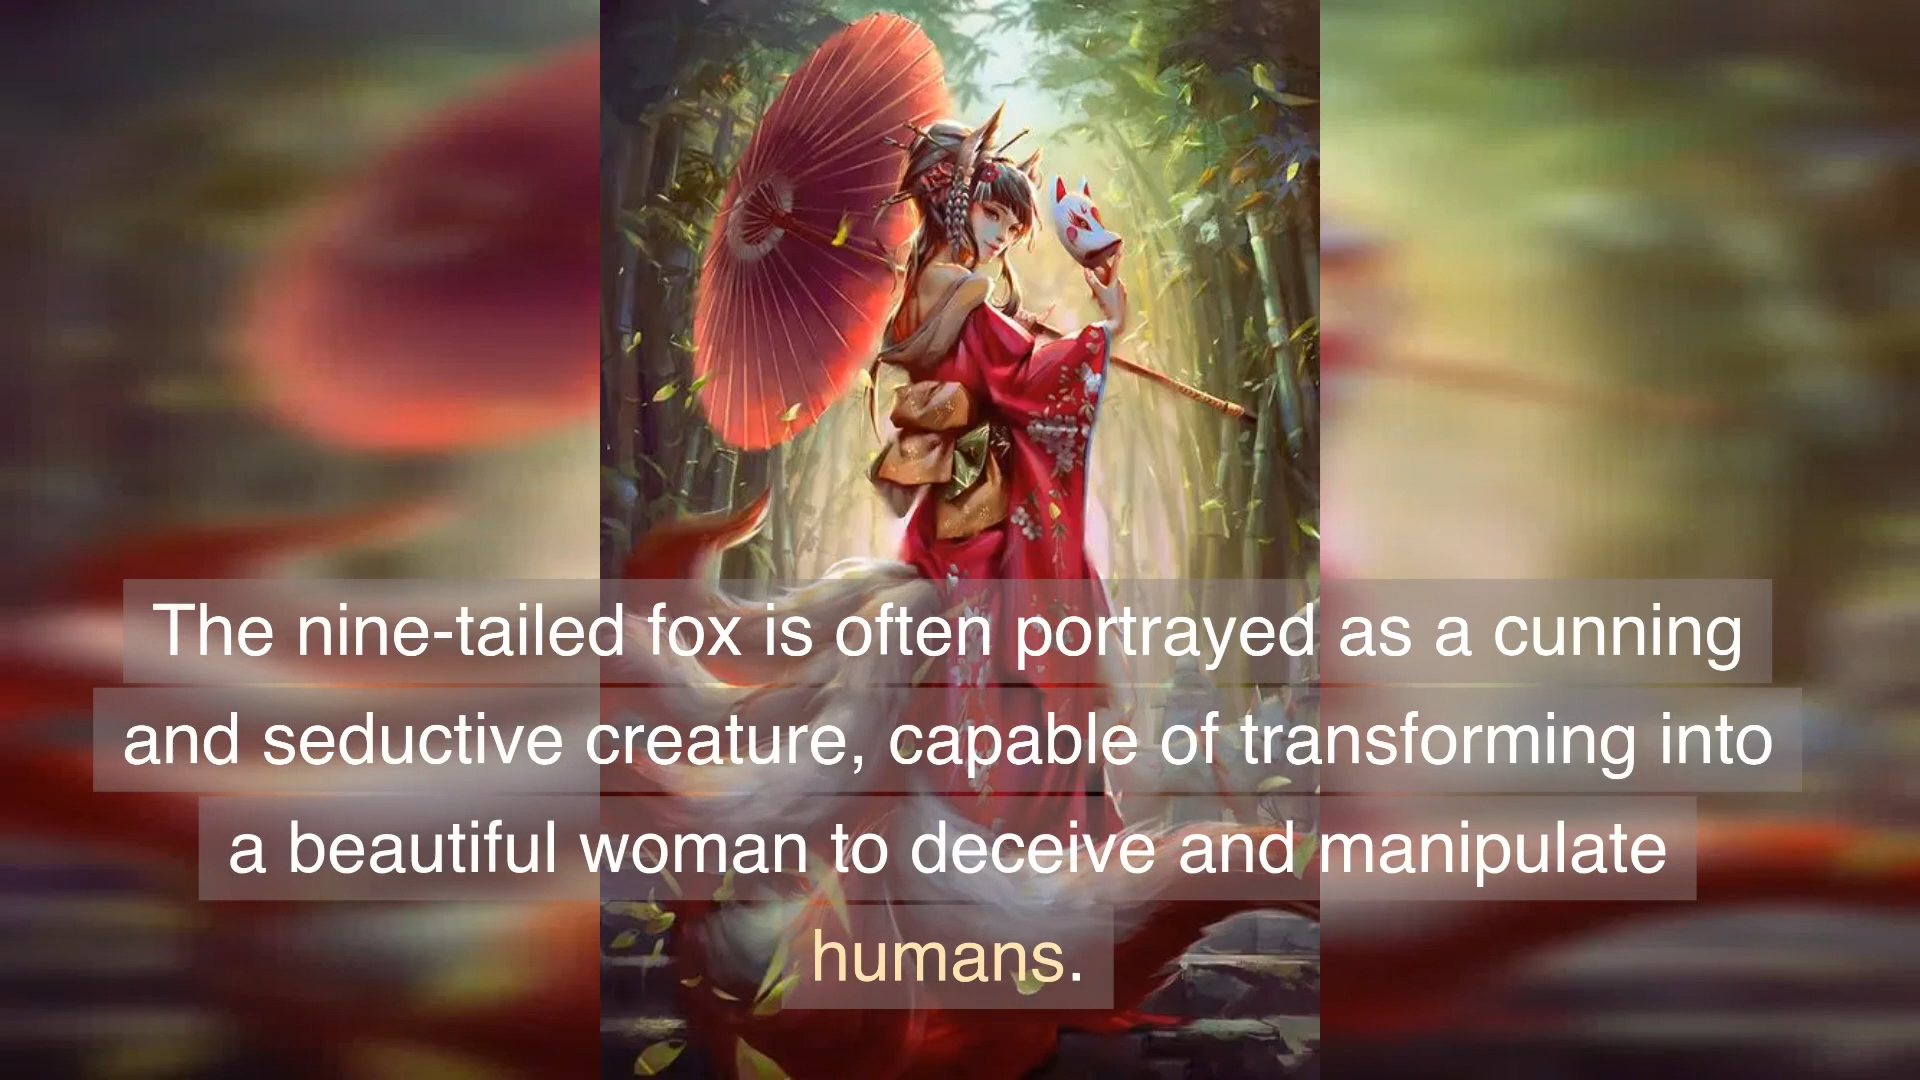 The nine-tailed fox is often portrayed as a cunning
and seductive creature, capable of transforming into
a beautiful woman to deceive and manipulate
humans.